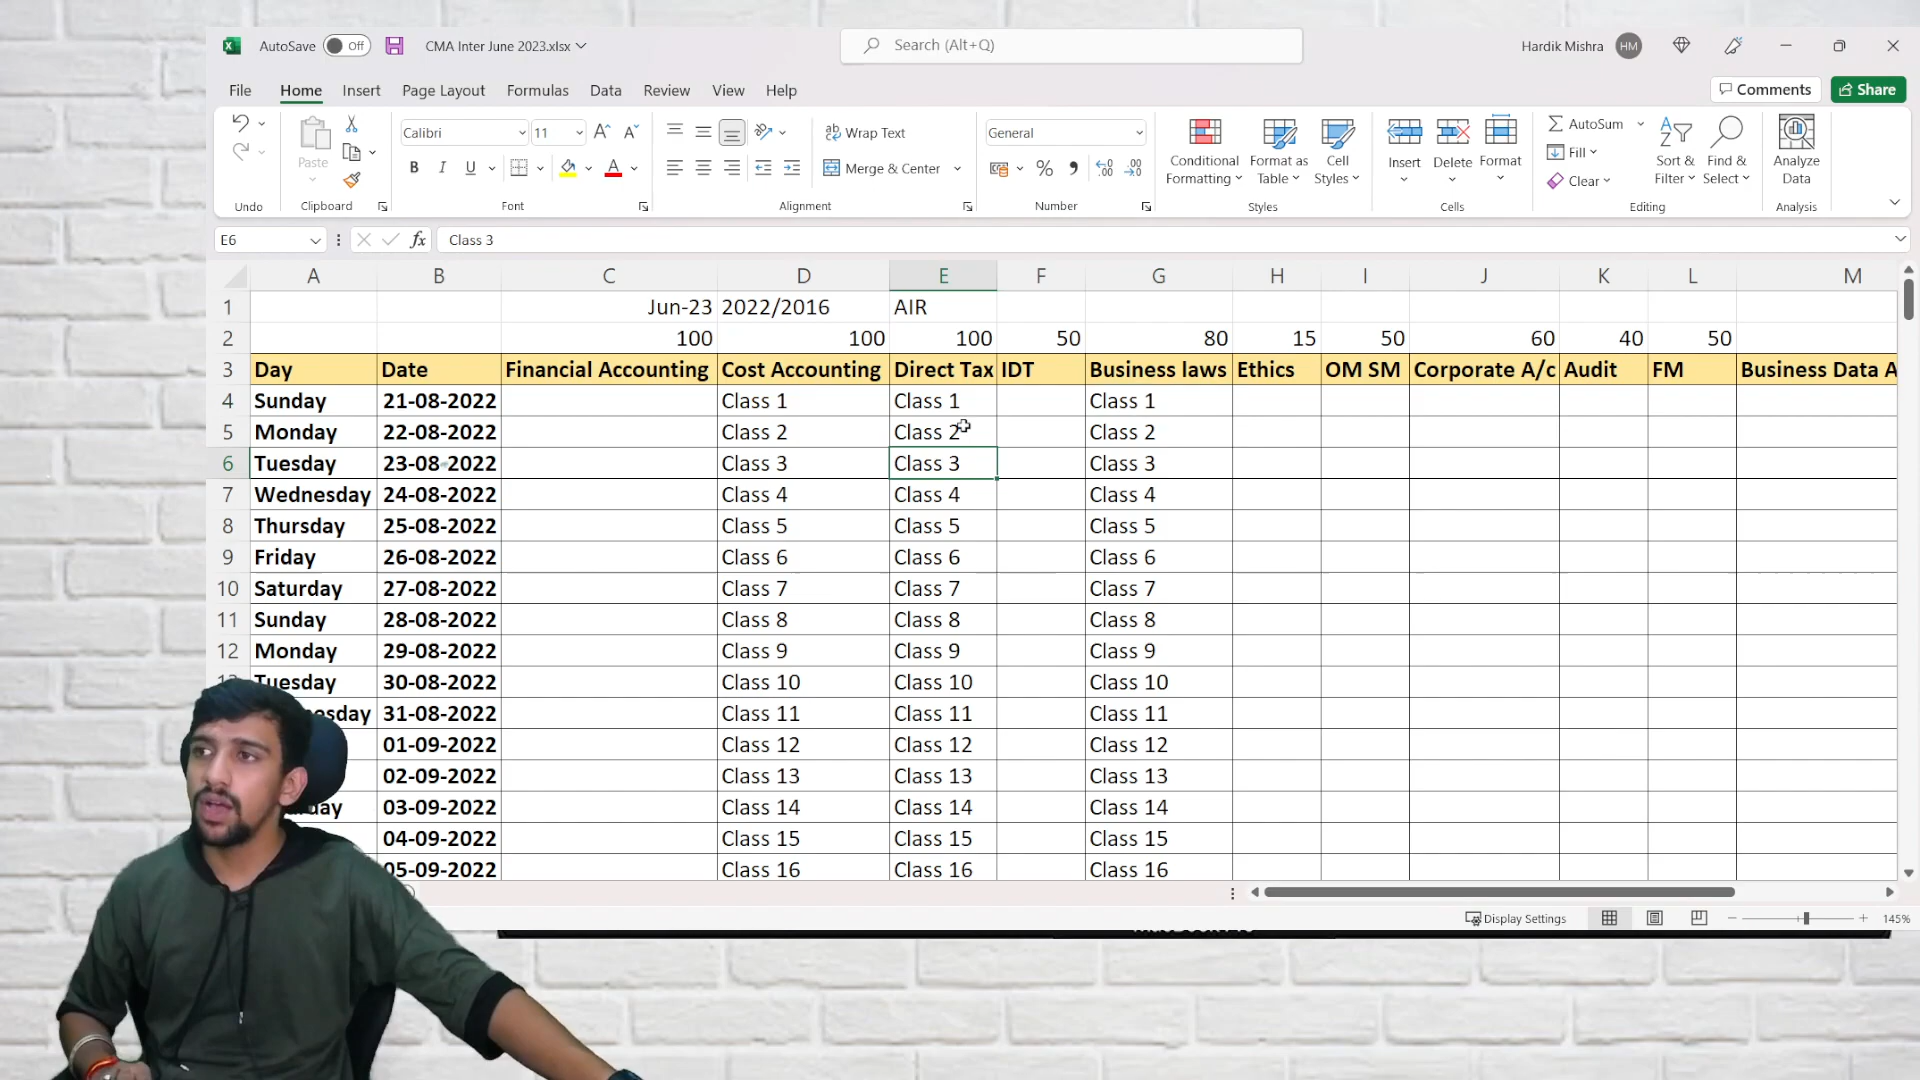 AutoSave Off CMA Inter June 2023.xlsx Search (Alt+Q) Hardik Mishra HM
File Home Insert Page Layout Formulas Data Review View Help Comments Share
Calibri 11 Wrap Text General AutoSum
Paste Conditional Formatting Format as Table Cell Styles Insert Delete Format Fill Sort & Filter Find & Select Analyze Data
B I U A Merge & Center % Clear
Undo Clipboard Font Alignment Number Styles Cells Editing Analysis
E6 fx Class 3
A B C D E F G H I J K L M
1 Jun-23 2022/2016 AIR
2 100 100 100 50 80 15 50 60 40 50
3 Day Date Financial Accounting Cost Accounting Direct Tax IDT Business laws Ethics OM SM Corporate A/c Audit FM Business Data A
4 Sunday 21-08-2022 Class 1 Class 1 Class 1
5 Monday 22-08-2022 Class 2 Class 2 Class 2
6 Tuesday 23-08-2022 Class 3 Class 3 Class 3
7 Wednesday 24-08-2022 Class 4 Class 4 Class 4
8 Thursday 25-08-2022 Class 5 Class 5 Class 5
9 Friday 26-08-2022 Class 6 Class 6 Class 6
10 Saturday 27-08-2022 Class 7 Class 7 Class 7
11 Sunday 28-08-2022 Class 8 Class 8 Class 8
12 Monday 29-08-2022 Class 9 Class 9 Class 9
Tuesday 30-08-2022 Class 10 Class 10 Class 10
esday 31-08-2022 Class 11 Class 11 Class 11
01-09-2022 Class 12 Class 12 Class 12
02-09-2022 Class 13 Class 13 Class 13
day 03-09-2022 Class 14 Class 14 Class 14
04-09-2022 Class 15 Class 15 Class 15
05-09-2022 Class 16 Class 16 Class 16
Display Settings 145%